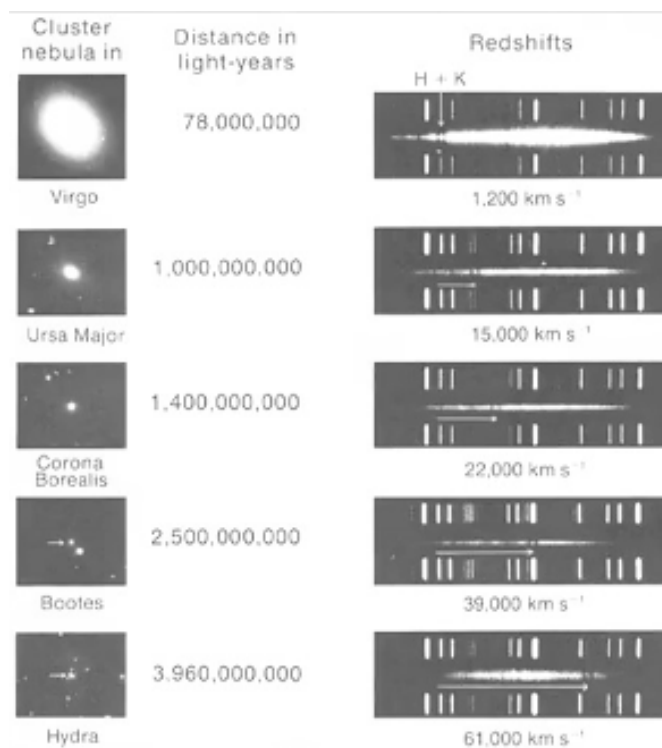 Cluster
nebula in
Distance in
light-years
Redshifts
H + K
78,000,000
Virgo
1,200 km s⁻¹
1,000,000,000
Ursa Major
15,000 km s⁻¹
1,400,000,000
Corona
Borealis
22,000 km s⁻¹
2,500,000,000
Bootes
39,000 km s⁻¹
3,960,000,000
Hydra
61,000 km s⁻¹